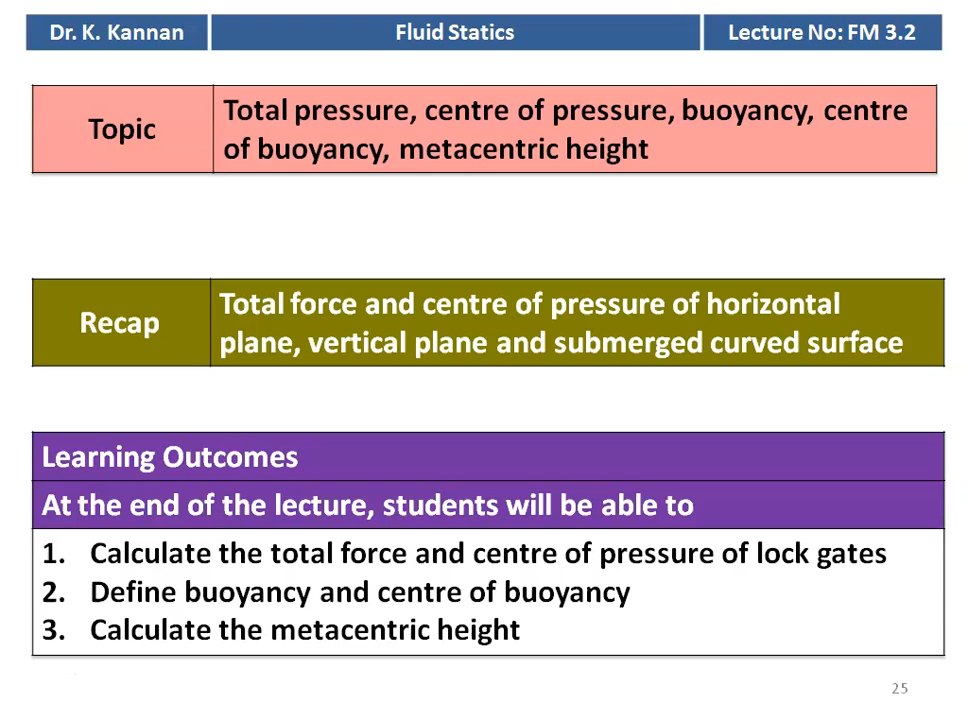 Dr. K. Kannan
Fluid Statics
Lecture No: FM 3.2
Topic
Total pressure, centre of pressure, buoyancy, centre
of buoyancy, metacentric height
Recap
Total force and centre of pressure of horizontal
plane, vertical plane and submerged curved surface
Learning Outcomes
At the end of the lecture, students will be able to
1. Calculate the total force and centre of pressure of lock gates
2. Define buoyancy and centre of buoyancy
3. Calculate the metacentric height
25